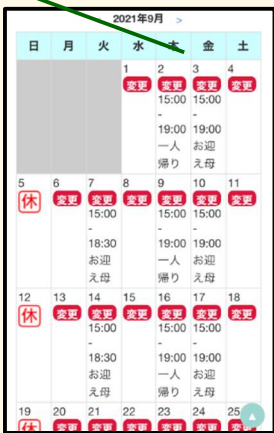 2021年9月 >
日 月 火 水 木 金 土
1 2 3 4
変更 変更 変更 変更
15:00 15:00
- -
19:00 19:00
一人 お迎
帰り え母
5 6 7 8 9 10 11
休 変更 変更 変更 変更 変更 変更
15:00 15:00 15:00
- - -
18:30 19:00 19:00
お迎 一人 お迎
え母 帰り え母
12 13 14 15 16 17 18
休 変更 変更 変更 変更 変更 変更
15:00 15:00 15:00
- - -
18:30 19:00 19:00
お迎 一人 お迎
え母 帰り え母
19 20 21 22 23 24 25
休 変更 変更 変更 変更 変更 変更